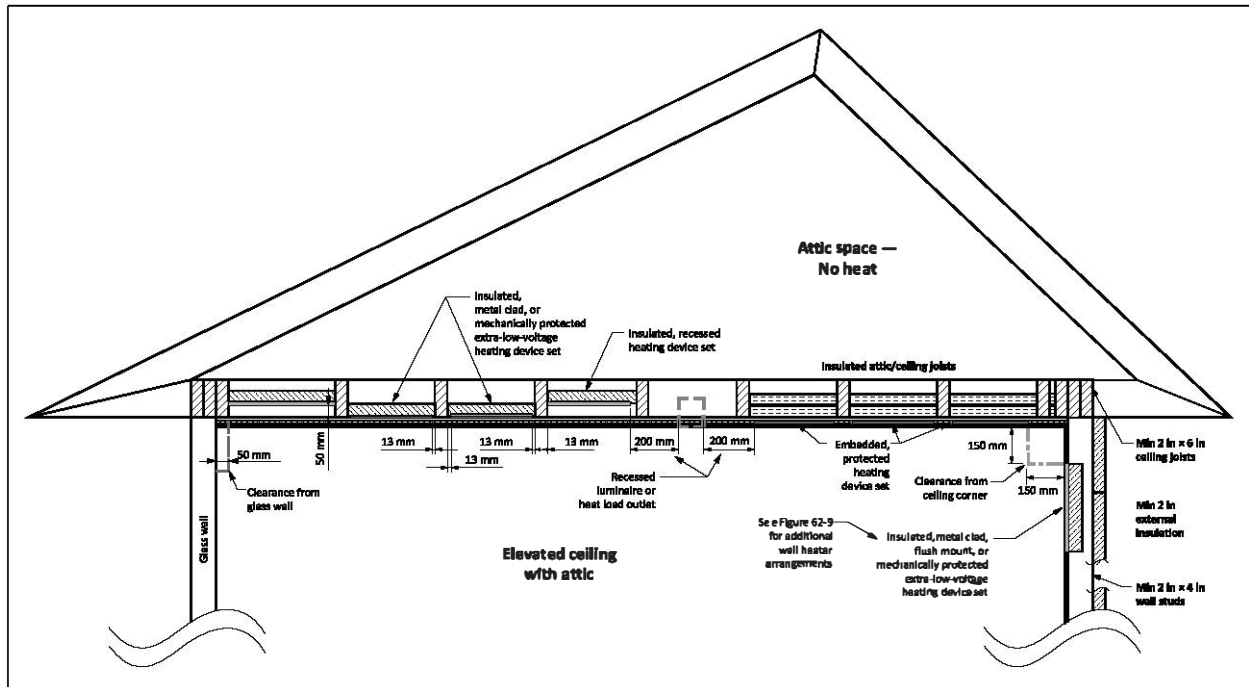 Attic space —
No heat
Insulated,
metal clad, or
mechanically protected
extra-low-voltage
heating device set
Insulated, recessed
heating device set
Insulated attic/ceiling joists
50 mm
50 mm
13 mm
13 mm
13 mm
13 mm
200 mm
200 mm
150 mm
150 mm
Clearance from
glass wall
Recessed
luminaire or
heat load outlet
Embedded,
protected
heating
device set
Clearance from
ceiling corner
Min 2 in × 6 in
ceiling joists
Glass wall
Elevated ceiling
with attic
See Figure 62-9
for additional
wall heater
arrangements
Insulated, metal clad,
flush mount, or
mechanically protected
extra-low-voltage
heating device set
Min 2 in
external
insulation
Min 2 in × 4 in
wall studs